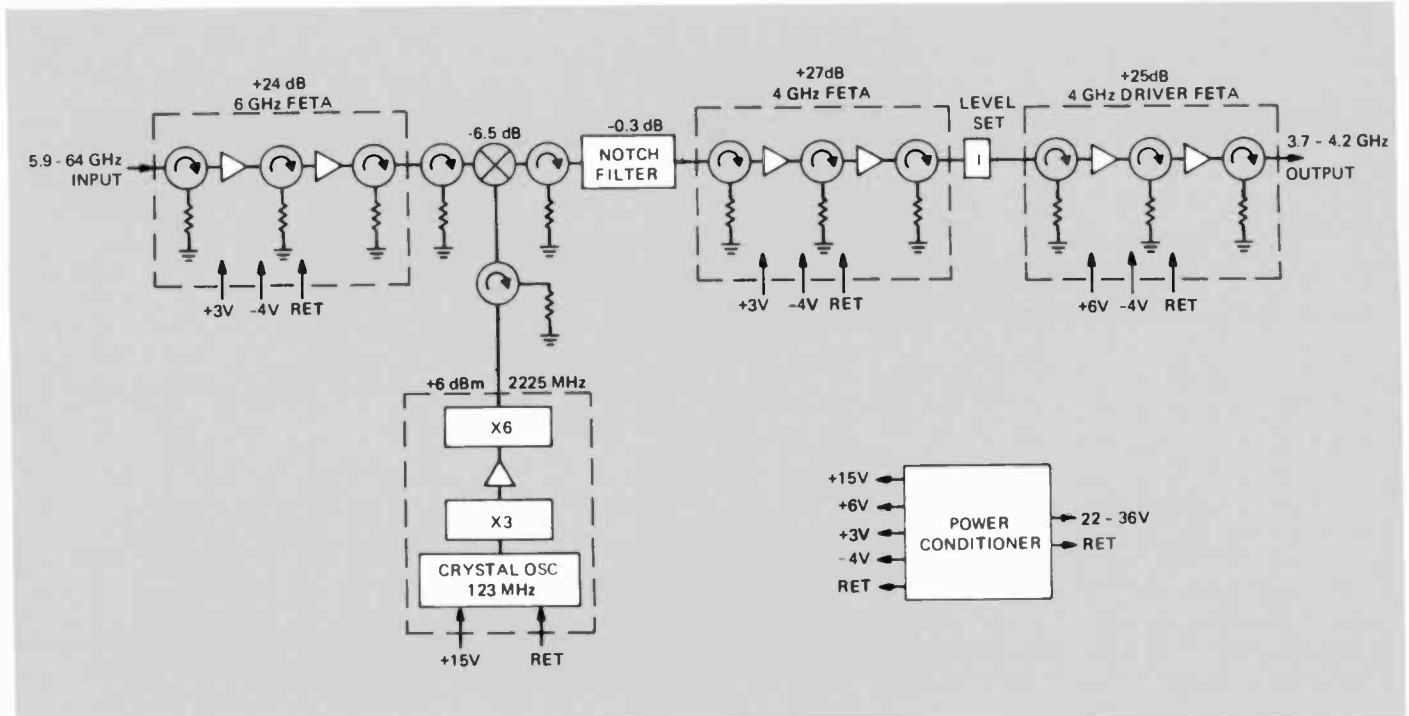 +24 dB
6 GHz FETA
5.9 - 64 GHz
INPUT
+3V -4V RET
-6.5 dB
-0.3 dB
NOTCH
FILTER
+27dB
4 GHz FETA
+3V -4V RET
LEVEL
SET
I
+25dB
4 GHz DRIVER FETA
3.7 - 4.2 GHz
OUTPUT
+6V -4V RET
+6 dBm 2225 MHz
X6
X3
CRYSTAL OSC
123 MHz
+15V RET
+15V
+6V
+3V
-4V
RET
POWER
CONDITIONER
22 - 36V
RET